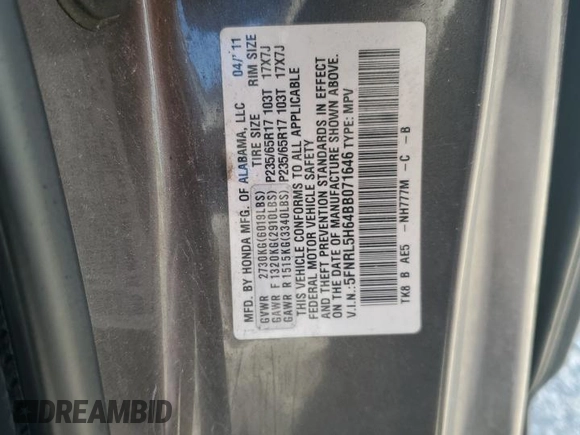 MFD. BY HONDA MFG. OF ALABAMA, LLC 04/'11
TIRE SIZE RIM SIZE
GVWR 2730KG(6019LBS)
GAWR F 1320KG(2910LBS) P235/65R17 103T 17X7J
GAWR R 1515KG(3340LBS) P235/65R17 103T 17X7J
THIS VEHICLE CONFORMS TO ALL APPLICABLE
FEDERAL MOTOR VEHICLE SAFETY
AND THEFT PREVENTION STANDARDS IN EFFECT
ON THE DATE OF MANUFACTURE SHOWN ABOVE.
V.I.N.: 5FNRL5H64BB071646 TYPE: MPV
TK8 B AE5 -NH777M -C -B
DREAMBID